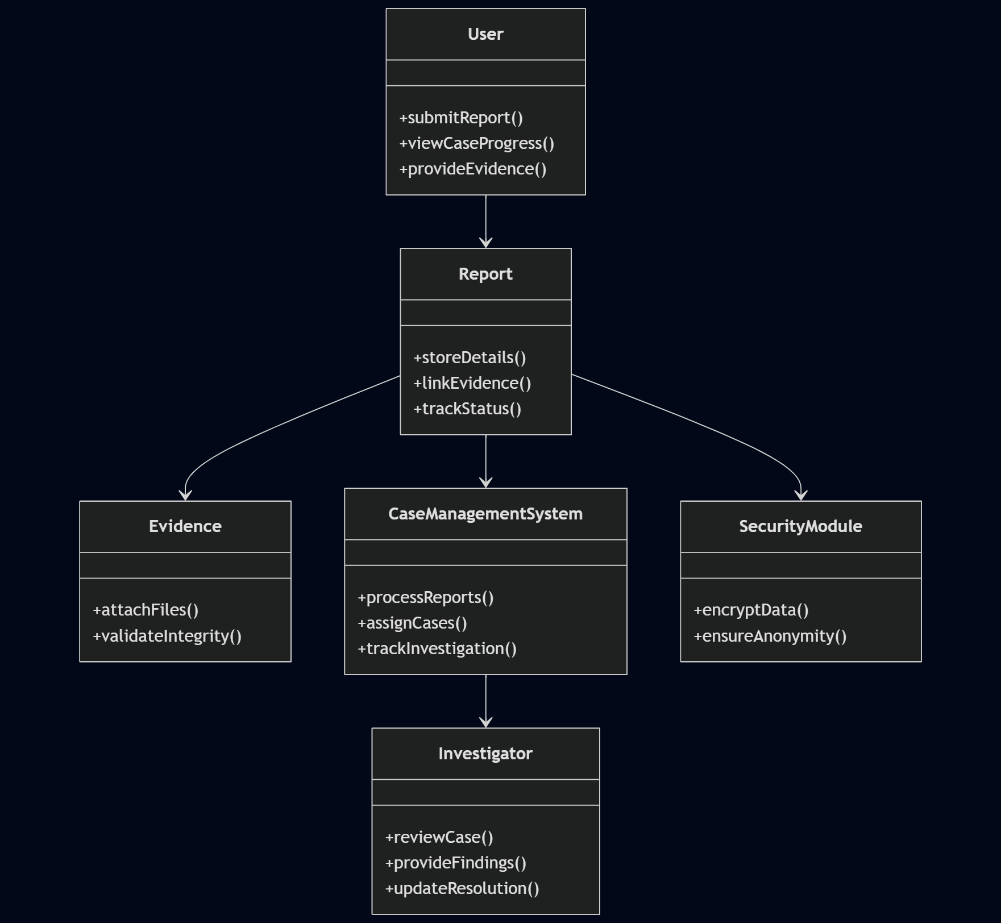 User
+submitReport()
+viewCaseProgress()
+provideEvidence()
Report
+storeDetails()
+linkEvidence()
+trackStatus()
Evidence
+attachFiles()
+validateIntegrity()
CaseManagementSystem
+processReports()
+assignCases()
+trackInvestigation()
SecurityModule
+encryptData()
+ensureAnonymity()
Investigator
+reviewCase()
+provideFindings()
+updateResolution()